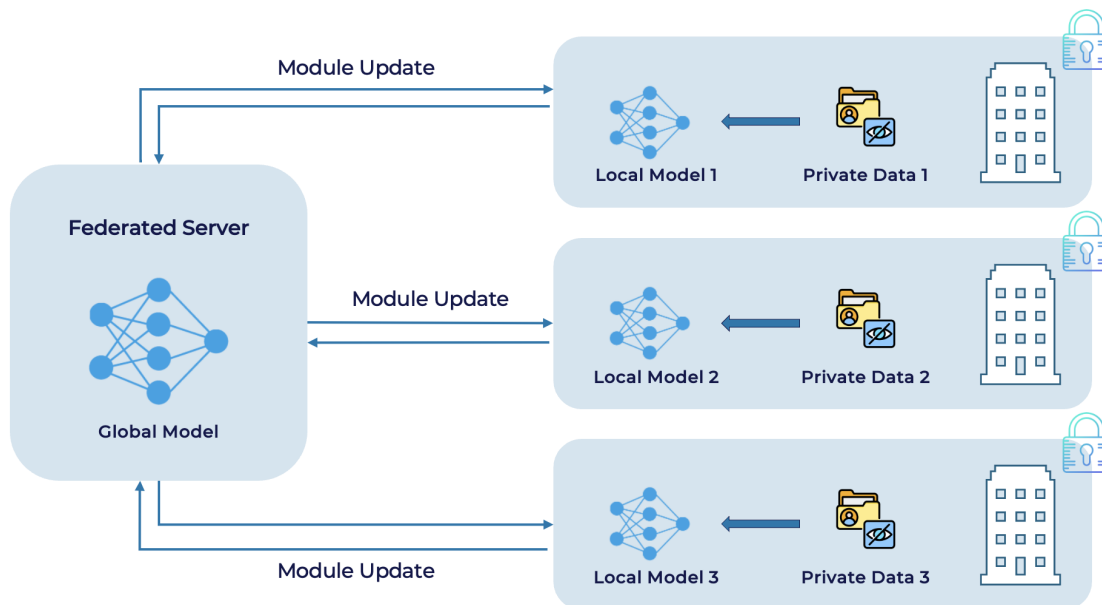 Module Update
Local Model 1
Private Data 1
Federated Server
Global Model
Module Update
Local Model 2
Private Data 2
Module Update
Local Model 3
Private Data 3